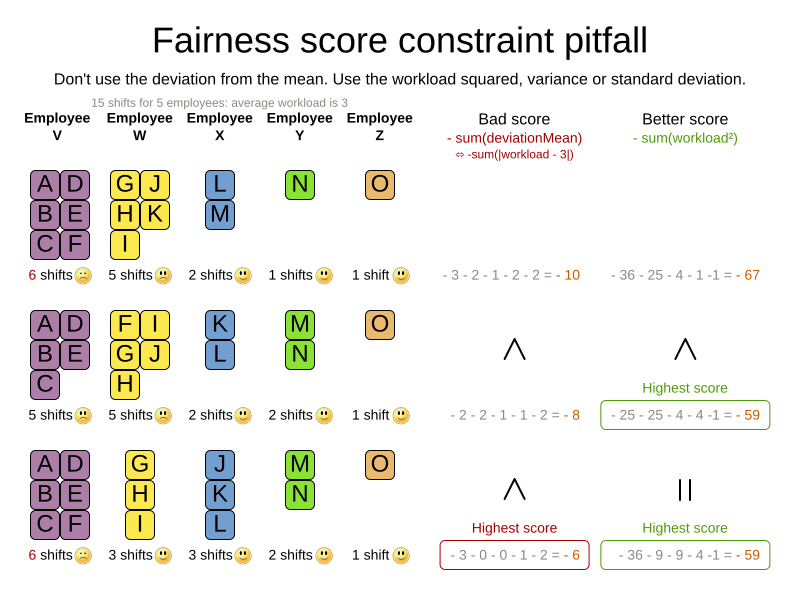 Fairness score constraint pitfall
Don't use the deviation from the mean. Use the workload squared, variance or standard deviation.
15 shifts for 5 employees: average workload is 3
Employee V
Employee W
Employee X
Employee Y
Employee Z
Bad score
- sum(deviationMean)
⇔ -sum(|workload - 3|)
Better score
- sum(workload²)
A D G J L N O
B E H K M
C F I
6 shifts 5 shifts 2 shifts 1 shifts 1 shift - 3 - 2 - 1 - 2 - 2 = - 10 - 36 - 25 - 4 - 1 -1 = - 67
A D F I K M O
B E G J L N
C H
Highest score
5 shifts 5 shifts 2 shifts 2 shifts 1 shift - 2 - 2 - 1 - 1 - 2 = - 8 - 25 - 25 - 4 - 4 -1 = - 59
A D G J M O
B E H K N
C F I L
Highest score Highest score
6 shifts 3 shifts 3 shifts 2 shifts 1 shift - 3 - 0 - 0 - 1 - 2 = - 6 - 36 - 9 - 9 - 4 -1 = - 59